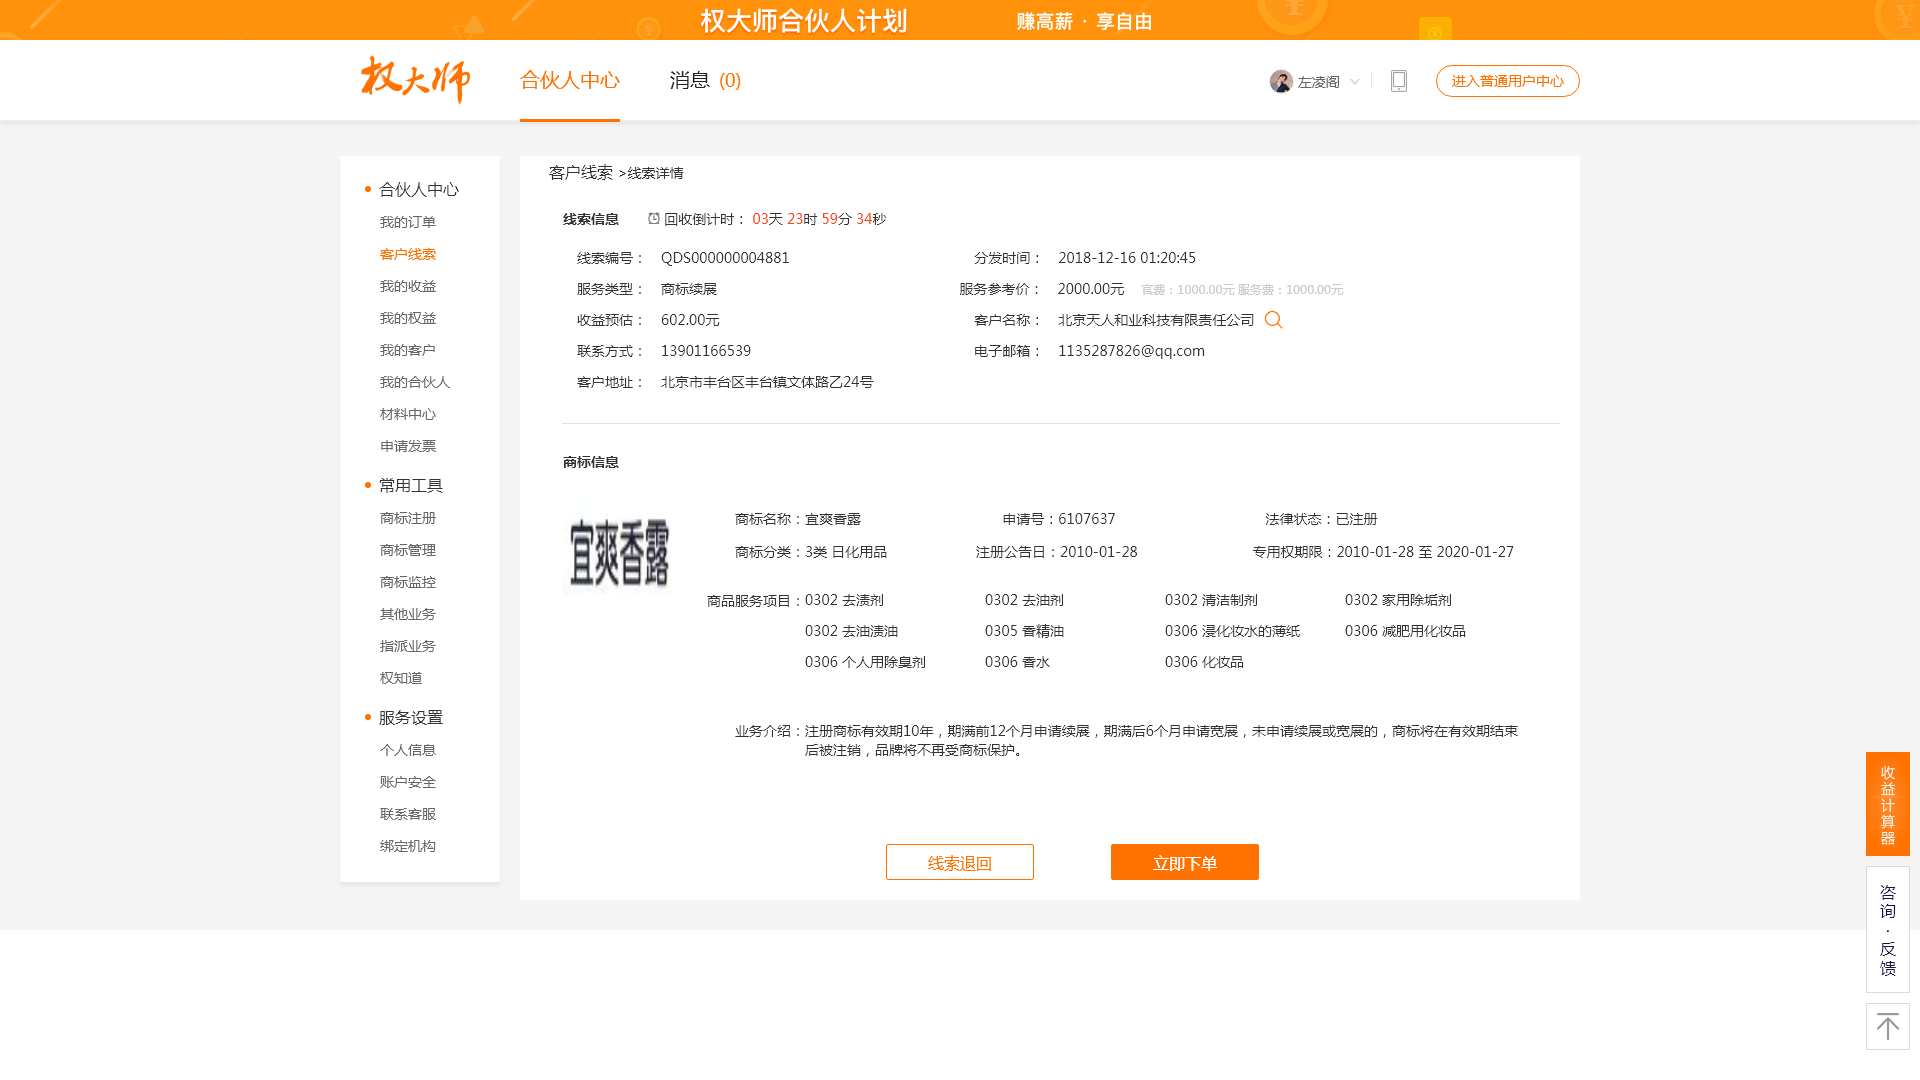 权大师合伙人计划 赚高薪 · 享自由
权大师 合伙人中心 消息 (0) 左凌阁 进入普通用户中心
合伙人中心
我的订单
客户线索
我的收益
我的权益
我的客户
我的合伙人
材料中心
申请发票
常用工具
商标注册
商标管理
商标监控
其他业务
指派业务
权知道
服务设置
个人信息
账户安全
联系客服
绑定机构
客户线索 >线索详情
线索信息 回收倒计时： 03天 23时 59分 34秒
线索编号： QDS000000004881 分发时间： 2018-12-16 01:20:45
服务类型： 商标续展 服务参考价： 2000.00元 官费：1000.00元 服务费：1000.00元
收益预估： 602.00元 客户名称： 北京天人和业科技有限责任公司
联系方式： 13901166539 电子邮箱： 1135287826@qq.com
客户地址： 北京市丰台区丰台镇文体路乙24号
商标信息
宜爽香露
商标名称：宜爽香露 申请号：6107637 法律状态：已注册
商标分类：3类 日化用品 注册公告日：2010-01-28 专用权期限：2010-01-28 至 2020-01-27
商品服务项目：0302 去渍剂 0302 去油剂 0302 清洁制剂 0302 家用除垢剂
0302 去油渍油 0305 香精油 0306 浸化妆水的薄纸 0306 减肥用化妆品
0306 个人用除臭剂 0306 香水 0306 化妆品
业务介绍：注册商标有效期10年，期满前12个月申请续展，期满后6个月申请宽展，未申请续展或宽展的，商标将在有效期结束
后被注销，品牌将不再受商标保护。
线索退回 立即下单
收益计算器
咨询·反馈